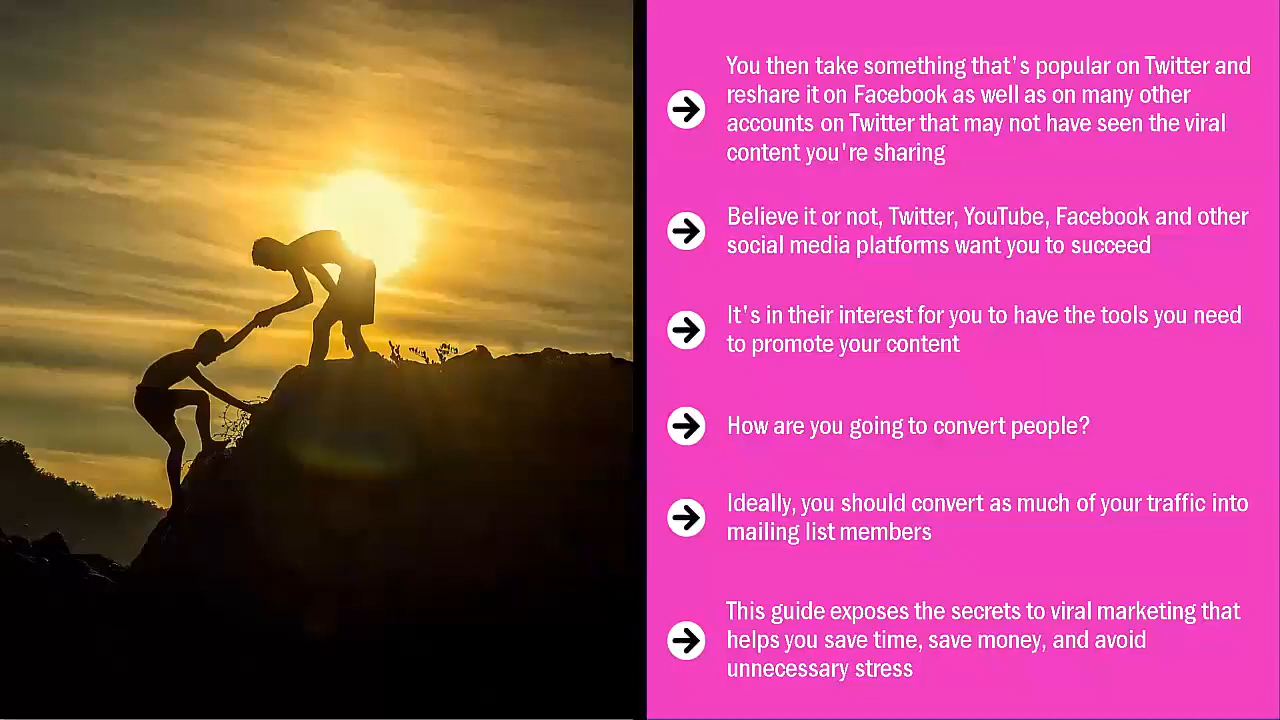 You then take something that's popular on Twitter and
reshare it on Facebook as well as on many other
accounts on Twitter that may not have seen the viral
content you're sharing
Believe it or not, Twitter, YouTube, Facebook and other
social media platforms want you to succeed
It's in their interest for you to have the tools you need
to promote your content
How are you going to convert people?
Ideally, you should convert as much of your traffic into
mailing list members
This guide exposes the secrets to viral marketing that
helps you save time, save money, and avoid
unnecessary stress